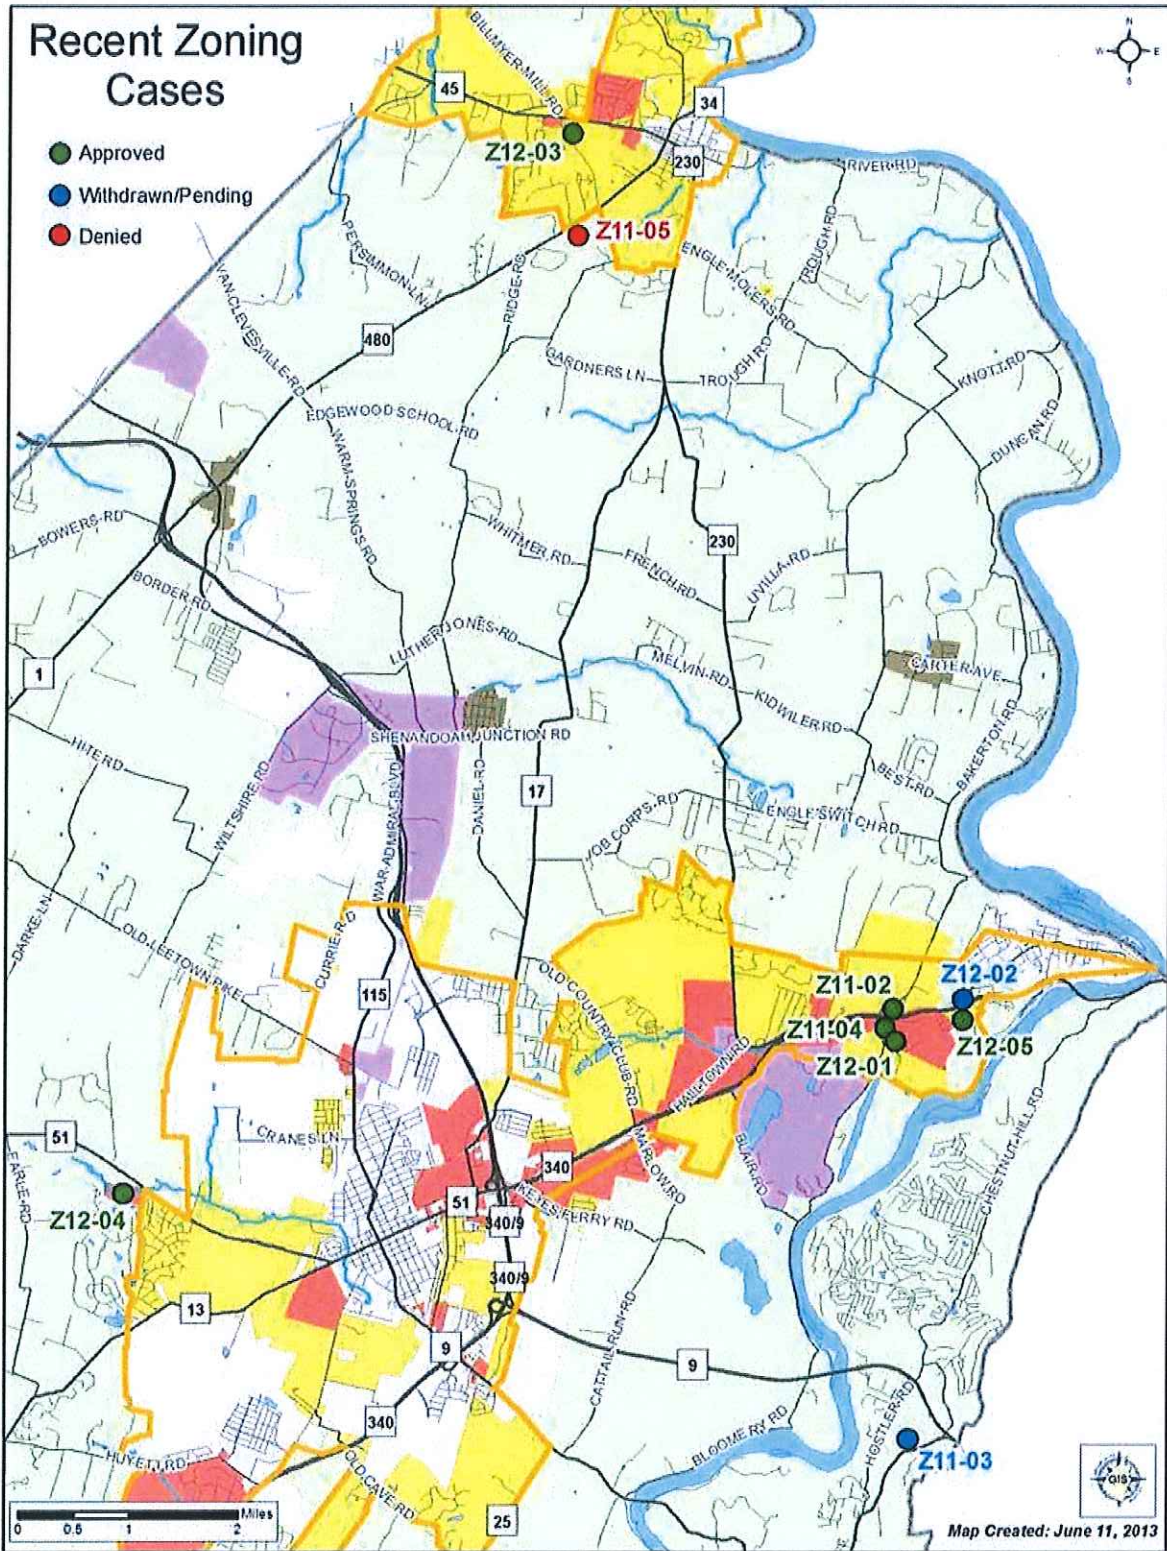 Recent Zoning
Cases
Approved
Withdrawn/Pending
Denied
N
W
E
S
BILLMYER-MILL-RD
45
34
Z12-03
230
RIVER-RD
Z11-05
PERSIMMON-LN
RIDGE-RD
ENGLE-MOLERS-RD
TROUGH-RD
VAN-CLEVESVILLE-RD
480
GARDNERS LN
TROUGH RD
KNOTT-RD
EDGEWOOD SCHOOL-RD
DUNCAN RD
WARM-SPRINGS-RD
BOWERS-RD
WHITMER-RD
230
FRENCH-RD
UVILLA-RD
BORDER-RD
LUTHER-JONES-RD
MELVIN-RD
CARTER-AVE
1
KIDWILER-RD
SHENANDOAH JUNCTION RD
HITE-RD
BAKERTON-RD
WILTSHIRE-RD
WAR-ADMIRAL-BLVD
DANIEL-RD
17
BEST-RD
OB CORPS-RD
ENGLE SWITCH RD
DARKE-LN
OLD-LEETOWN-PIKE
CURRIE-RD
115
OLD COUNTRY CLUB-RD
Z11-02
Z12-02
Z11-04
Z12-01
Z12-05
HALLTOWN-RD
CRANES LN
MARLOW-RD
BLAIR-RD
CHESTNUT-HILL-RD
51
EARLE-RD
340
KEYES-FERRY RD
51
Z12-04
340/9
340/9
13
9
CATTAIL-RUN-RD
9
340
HOSTLER-RD
BLOOMERY RD
Z11-03
HUYETT-RD
OLD-CAVE-RD
25
GIS
Miles
0 0.5 1 2
Map Created: June 11, 2013